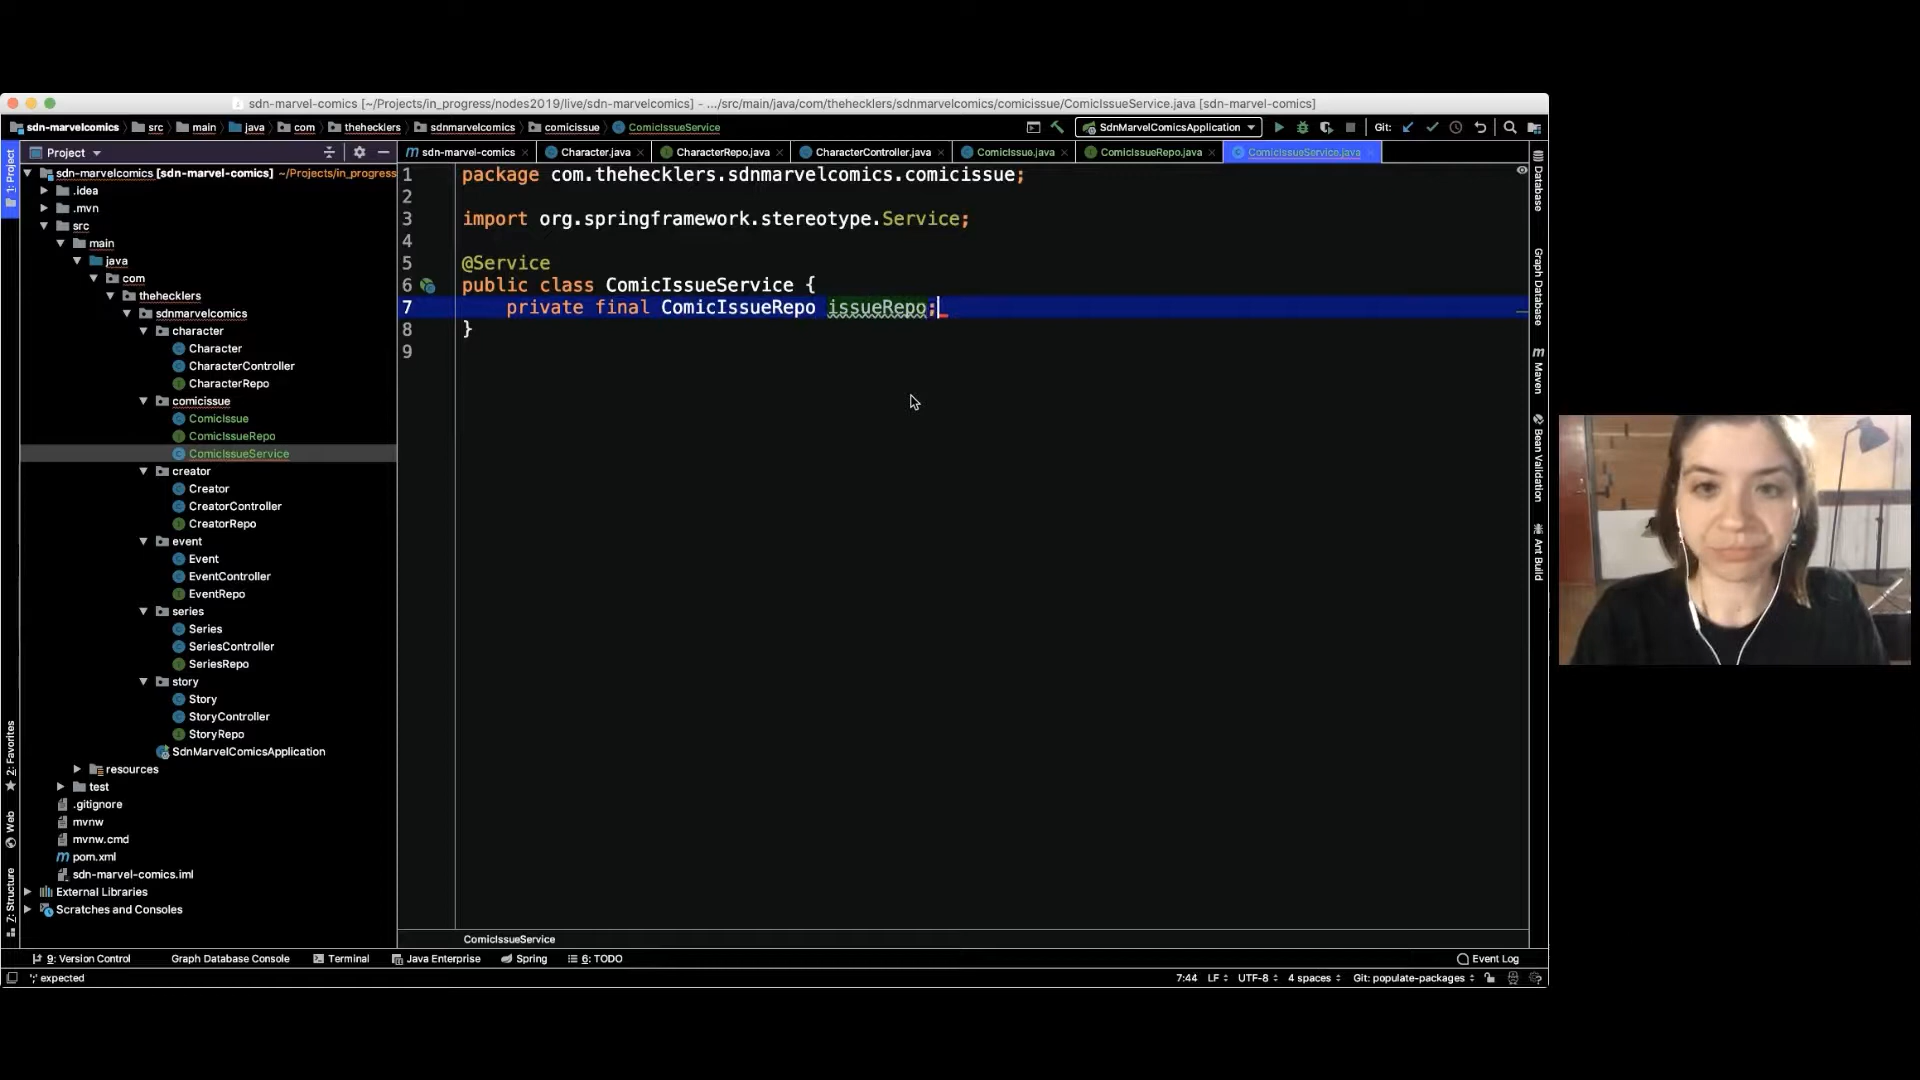 sdn-marvel-comics [~/Projects/in_progress/nodes2019/live/sdn-marvelcomics] - .../src/main/java/com/thehecklers/sdnmarvelcomics/comicissue/ComicIssueService.java [sdn-marvel-comics]
sdn-marvelcomics src main java com thehecklers sdnmarvelcomics comicissue ComicIssueService SdnMarvelComicsApplication Git:
Project sdn-marvel-comics Character.java CharacterRepo.java CharacterController.java ComicIssue.java ComicIssueRepo.java ComicIssueService.java
sdn-marvelcomics [sdn-marvel-comics] ~/Projects/in_progress
.idea
.mvn
src
main
java
com
thehecklers
sdnmarvelcomics
character
Character
CharacterController
CharacterRepo
comicissue
ComicIssue
ComicIssueRepo
ComicIssueService
creator
Creator
CreatorController
CreatorRepo
event
Event
EventController
EventRepo
series
Series
SeriesController
SeriesRepo
story
Story
StoryController
StoryRepo
SdnMarvelComicsApplication
resources
test
.gitignore
mvnw
mvnw.cmd
pom.xml
sdn-marvel-comics.iml
External Libraries
Scratches and Consoles
1 package com.thehecklers.sdnmarvelcomics.comicissue;
2
3 import org.springframework.stereotype.Service;
4
5 @Service
6 public class ComicIssueService {
7 private final ComicIssueRepo issueRepo;
8 }
9
ComicIssueService
1: Project
2: Favorites
Web
7: Structure
Database
Graph Database
Maven
Bean Validation
Ant Build
9: Version Control Graph Database Console Terminal Java Enterprise Spring 6: TODO Event Log
';' expected 7:44 LF UTF-8 4 spaces Git: populate-packages